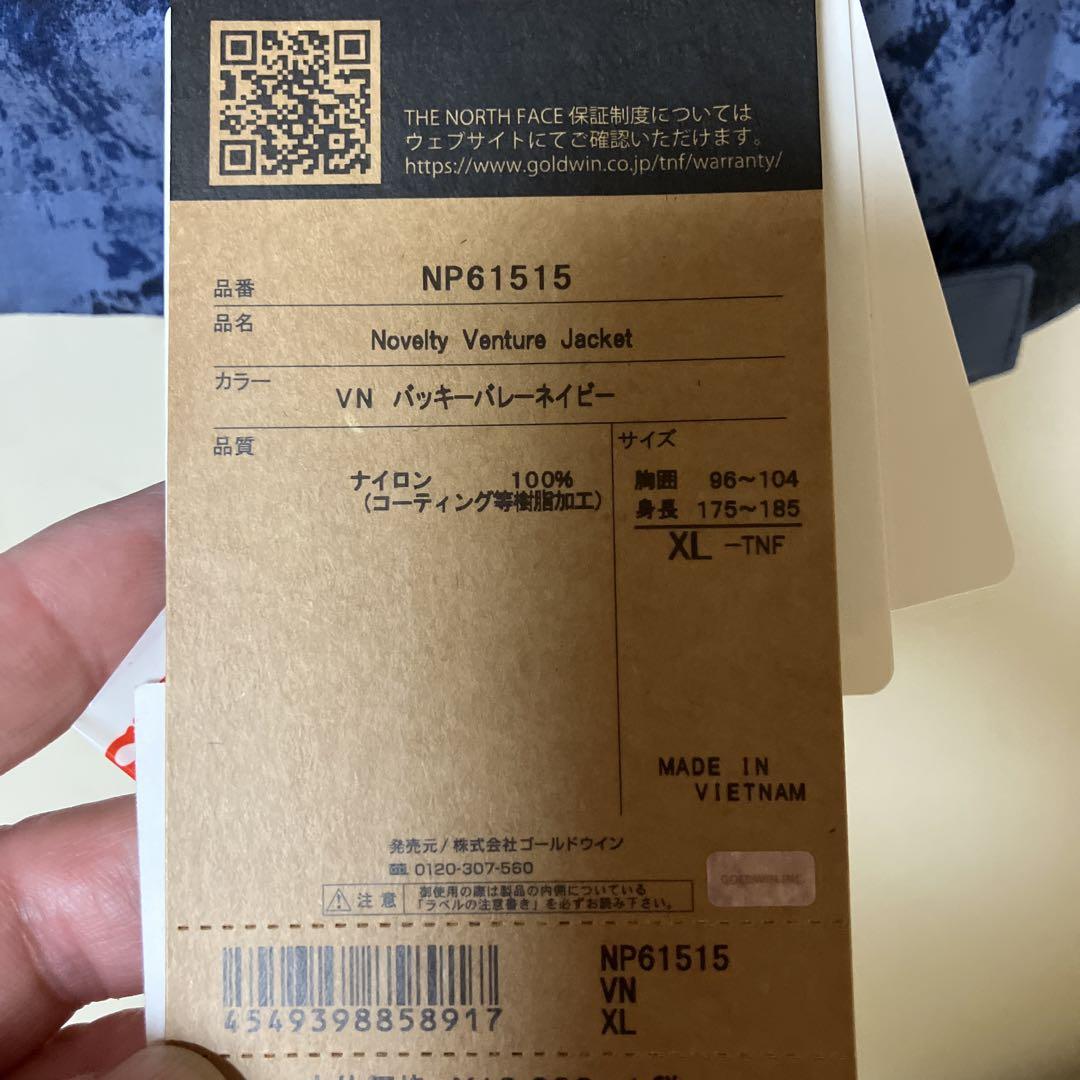 THE NORTH FACE 保証制度については
ウェブサイトにてご確認いただけます。
https://www.goldwin.co.jp/tnf/warranty/
品番 NP61515
品名 Novelty Venture Jacket
カラー VN バッキーバレーネイビー
品質
ナイロン 100%
(コーティング等樹脂加工)
サイズ
胸囲 96~104
身長 175~185
XL -TNF
MADE IN
VIETNAM
発売元/株式会社ゴールドウイン
0120-307-560
注意
御使用の際は製品の内側についている
「ラベルの注意書き」を必ずお読み下さい。
GOLDWIN INC.
4549398858917
NP61515
VN
XL